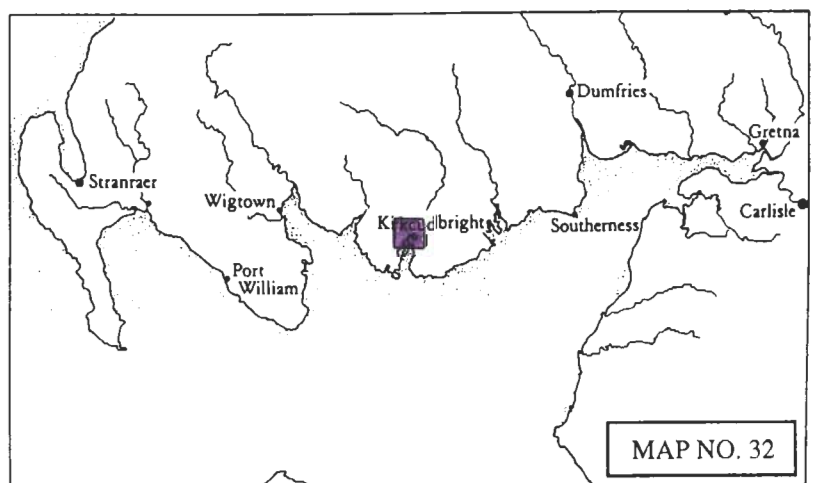 Dumfries
Gretna
Stranraer
Wigtown
Kirkcudbright
Southerness
Carlisle
Port
William
MAP NO. 32